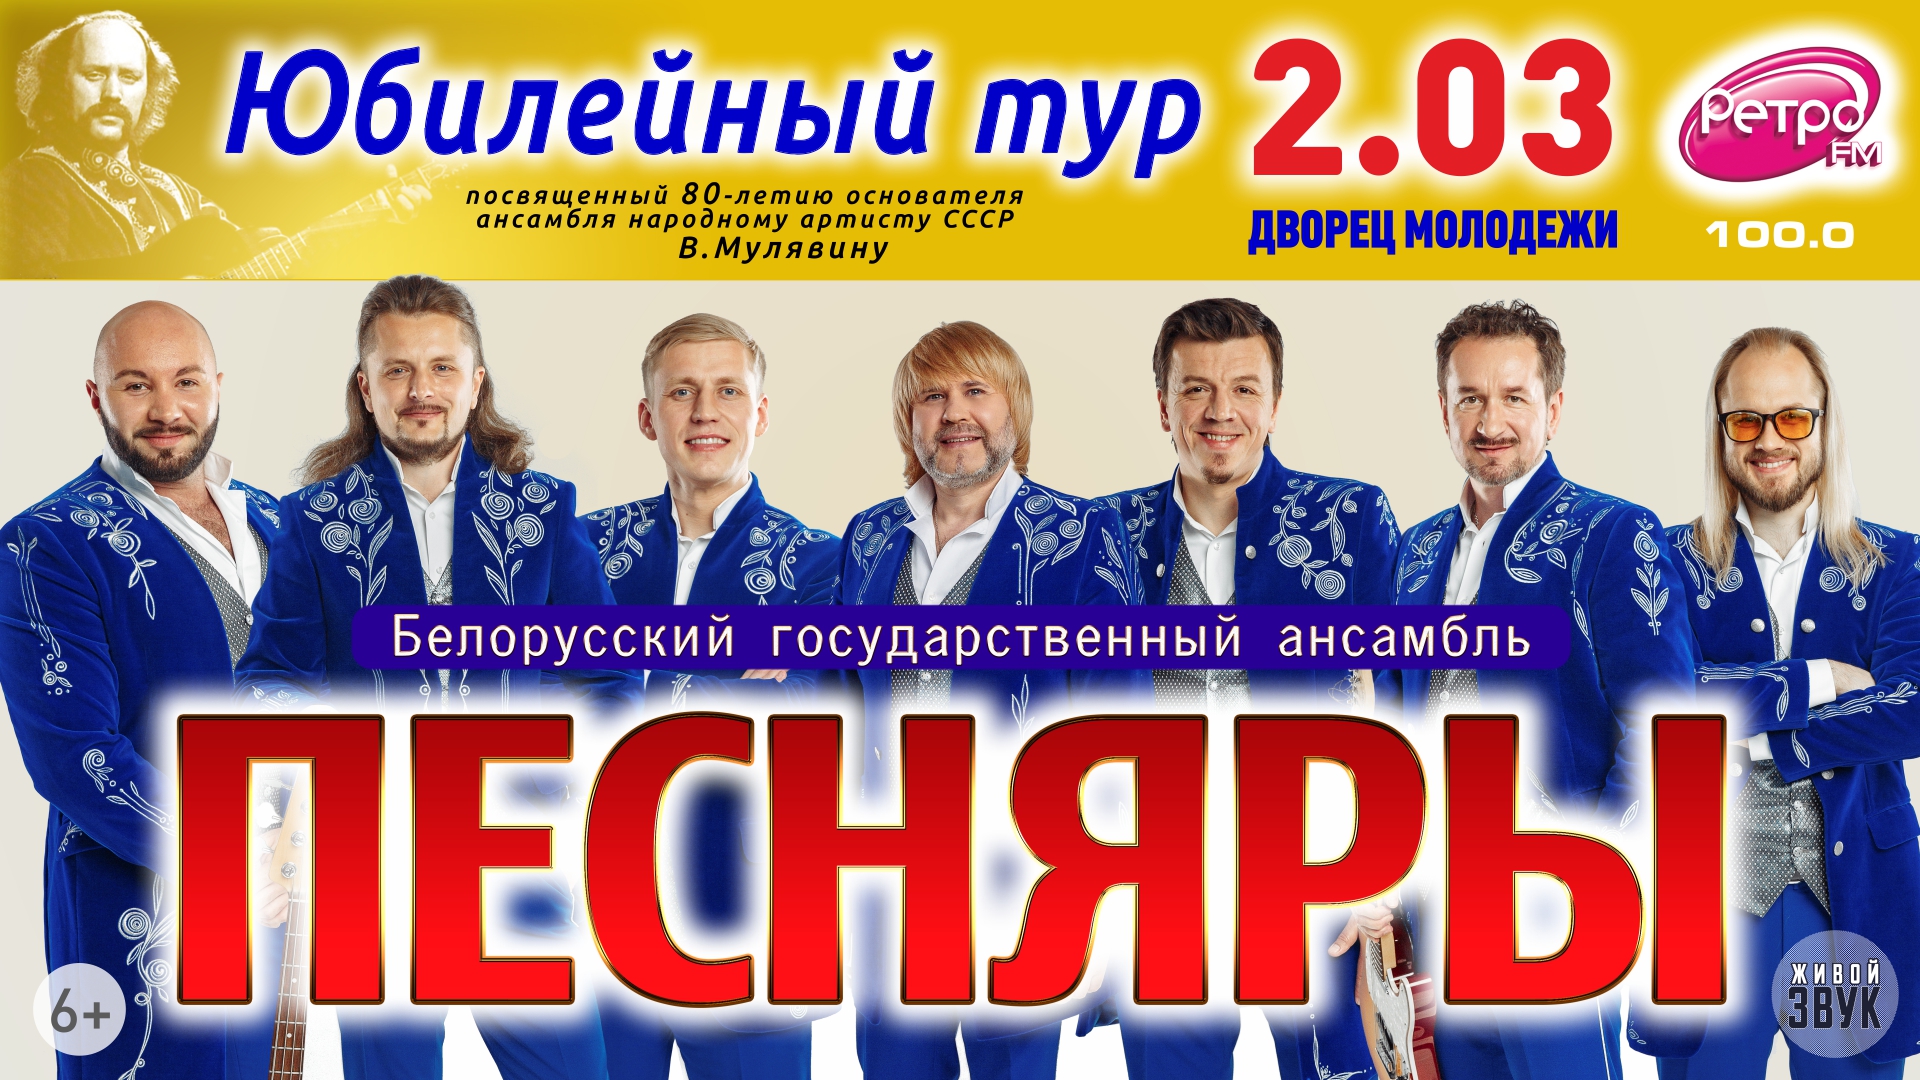 Юбилейный тур
посвященный 80-летию основателя
ансамбля народному артисту СССР
В.Мулявину
2.03
ДВОРЕЦ МОЛОДЕЖИ
Ретро
FM
100.0
Белорусский государственный ансамбль
ПЕСНЯРЫ
6+
ЖИВОЙ
ЗВУК